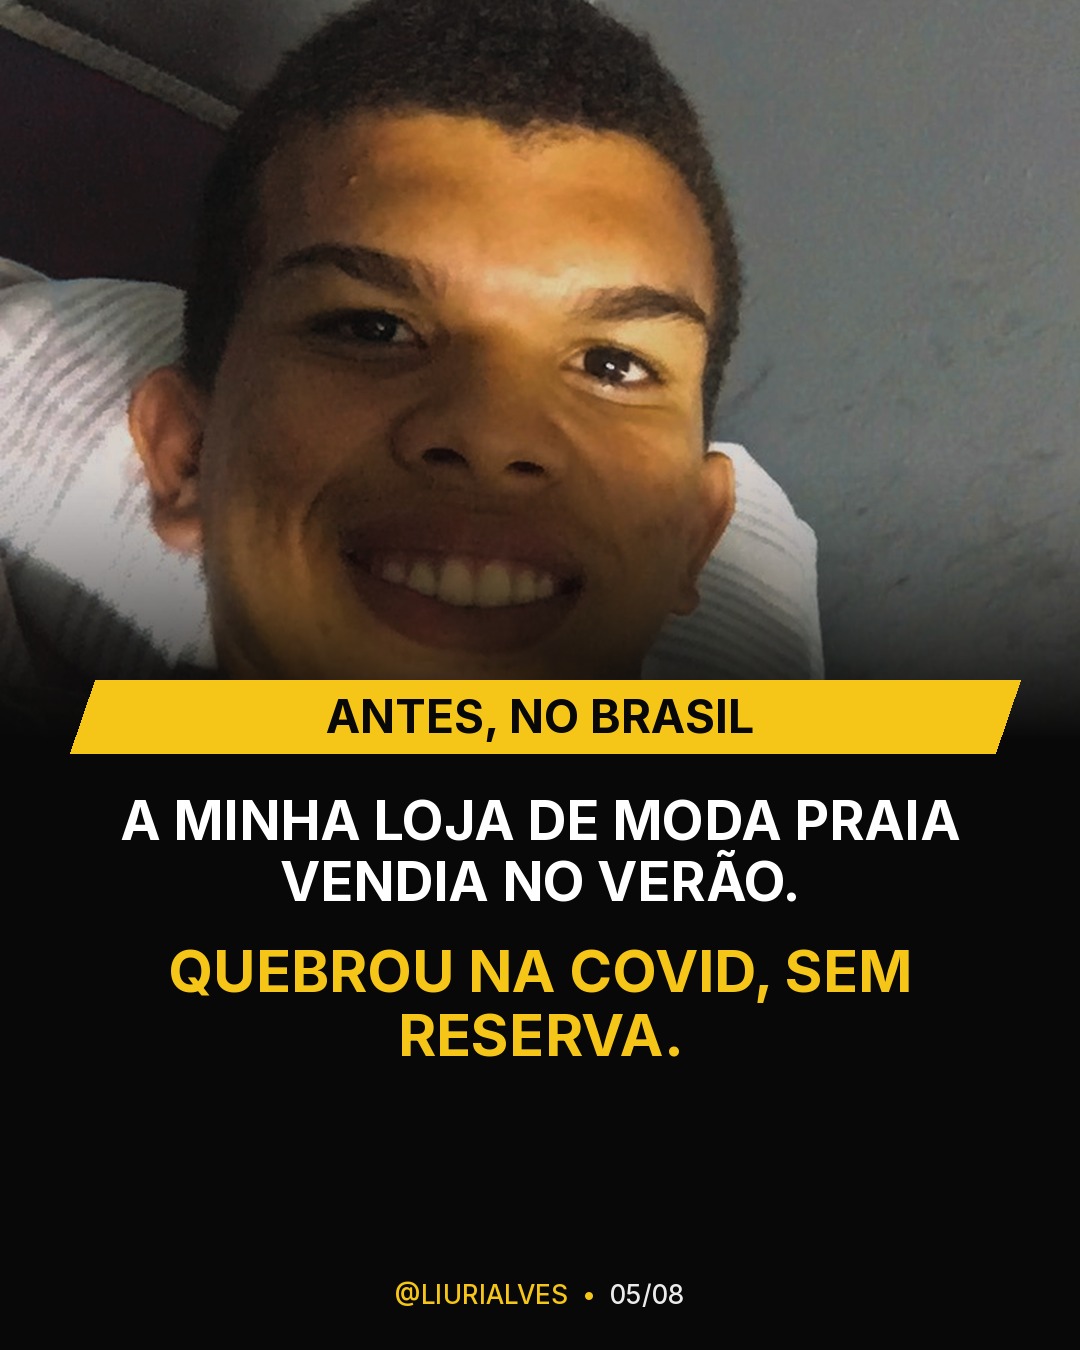 ANTES, NO BRASIL
A MINHA LOJA DE MODA PRAIA
VENDIA NO VERÃO.
QUEBROU NA COVID, SEM
RESERVA.
@LIURIALVES • 05/08